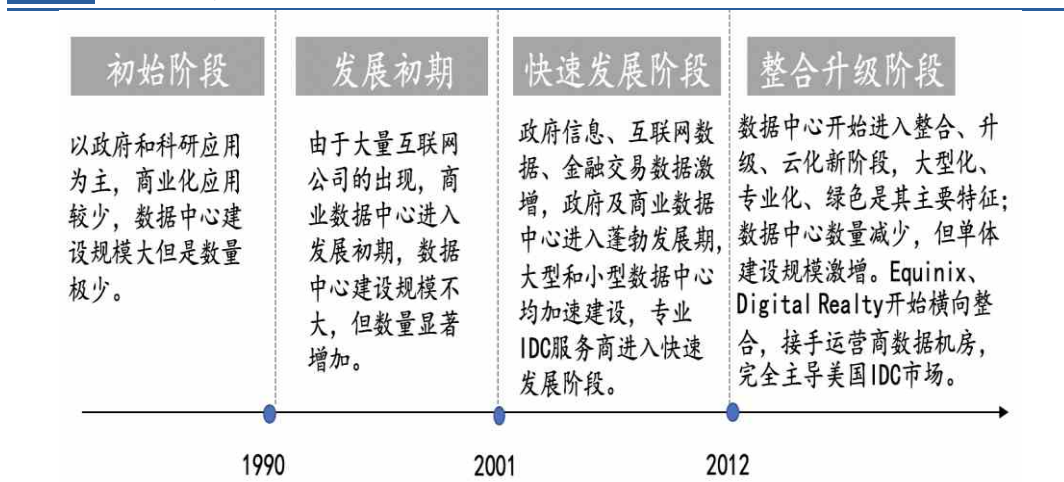 初始阶段
以政府和科研应用
为主，商业化应用
较少，数据中心建
设规模大但是数量
极少。
发展初期
由于大量互联网
公司的出现，商
业数据中心进入
发展初期，数据
中心建设规模不
大，但数量显著
增加。
快速发展阶段
政府信息、互联网数
据、金融交易数据激
增，政府及商业数据
中心进入蓬勃发展期，
大型和小型数据中心
均加速建设，专业
IDC服务商进入快速
发展阶段。
整合升级阶段
数据中心开始进入整合、升
级、云化新阶段，大型化、
专业化、绿色是其主要特征；
数据中心数量减少，但单体
建设规模激增。Equinix、
Digital Realty开始横向整
合，接手运营商数据机房，
完全主导美国IDC市场。
1990
2001
2012